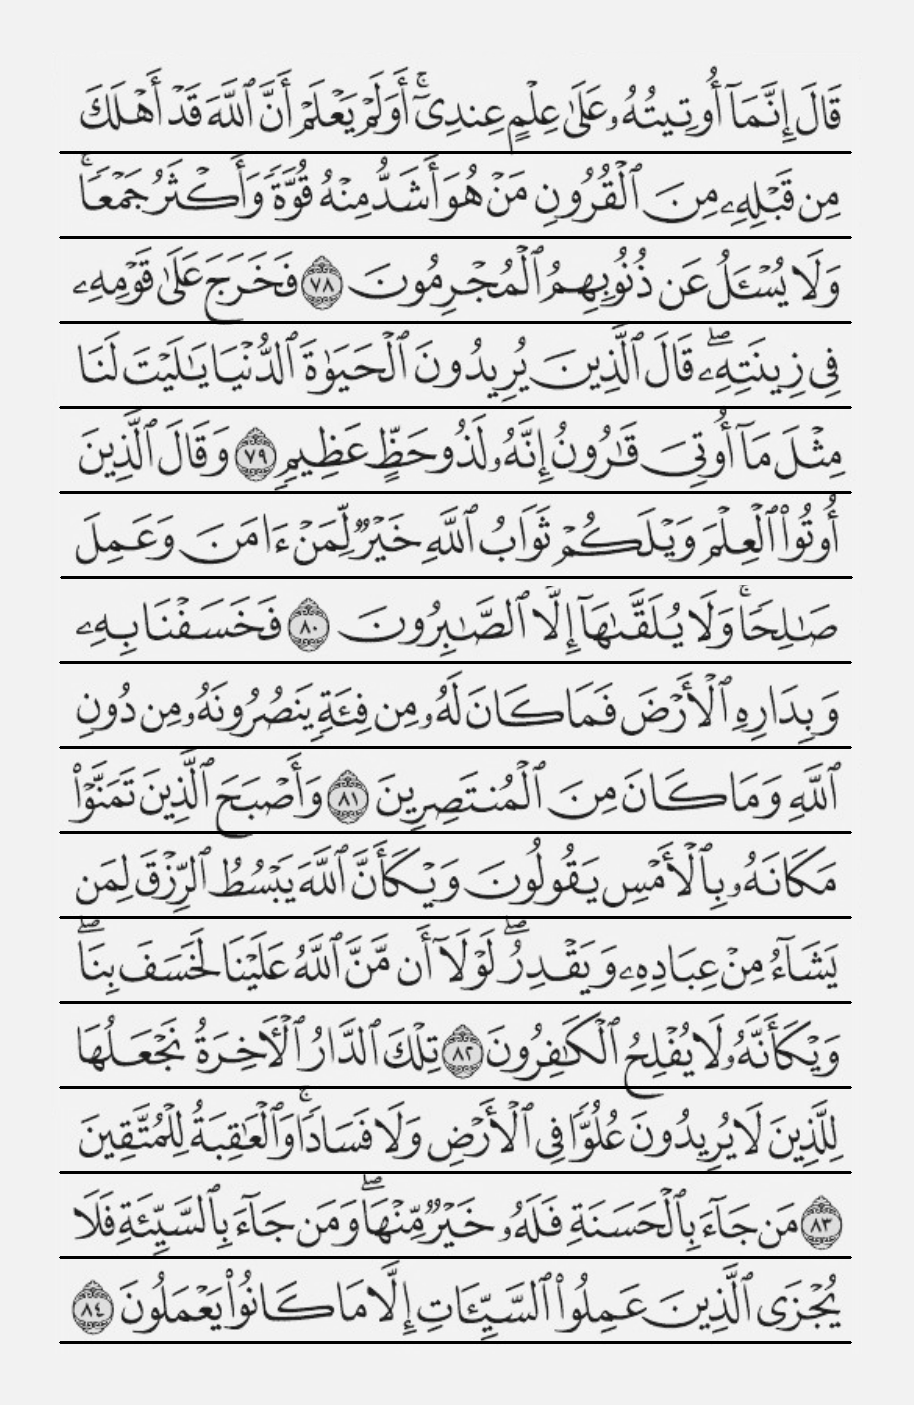 قَالَ إِنَّمَآ أُوتِيتُهُۥ عَلَىٰ عِلْمٍ عِندِىٓ ۚ أَوَلَمْ يَعْلَمْ أَنَّ ٱللَّهَ قَدْ أَهْلَكَ
مِن قَبْلِهِۦ مِنَ ٱلْقُرُونِ مَنْ هُوَ أَشَدُّ مِنْهُ قُوَّةً وَأَكْثَرُ جَمْعًا ۚ
وَلَا يُسْـَٔلُ عَن ذُنُوبِهِمُ ٱلْمُجْرِمُونَ ٧٨ فَخَرَجَ عَلَىٰ قَوْمِهِۦ
فِى زِينَتِهِۦ ۖ قَالَ ٱلَّذِينَ يُرِيدُونَ ٱلْحَيَوٰةَ ٱلدُّنْيَا يَـٰلَيْتَ لَنَا
مِثْلَ مَآ أُوتِىَ قَـٰرُونُ إِنَّهُۥ لَذُو حَظٍّ عَظِيمٍ ٧٩ وَقَالَ ٱلَّذِينَ
أُوتُوا۟ ٱلْعِلْمَ وَيْلَكُمْ ثَوَابُ ٱللَّهِ خَيْرٌ لِّمَنْ ءَامَنَ وَعَمِلَ
صَـٰلِحًا ۚ وَلَا يُلَقَّىٰهَآ إِلَّا ٱلصَّـٰبِرُونَ ٨٠ فَخَسَفْنَا بِهِۦ
وَبِدَارِهِ ٱلْأَرْضَ فَمَا كَانَ لَهُۥ مِن فِئَةٍ يَنصُرُونَهُۥ مِن دُونِ
ٱللَّهِ وَمَا كَانَ مِنَ ٱلْمُنتَصِرِينَ ٨١ وَأَصْبَحَ ٱلَّذِينَ تَمَنَّوْا۟
مَكَانَهُۥ بِٱلْأَمْسِ يَقُولُونَ وَيْكَأَنَّ ٱللَّهَ يَبْسُطُ ٱلرِّزْقَ لِمَن
يَشَآءُ مِنْ عِبَادِهِۦ وَيَقْدِرُ ۖ لَوْلَآ أَن مَّنَّ ٱللَّهُ عَلَيْنَا لَخَسَفَ بِنَا ۖ
وَيْكَأَنَّهُۥ لَا يُفْلِحُ ٱلْكَـٰفِرُونَ ٨٢ تِلْكَ ٱلدَّارُ ٱلْـَٔاخِرَةُ نَجْعَلُهَا
لِلَّذِينَ لَا يُرِيدُونَ عُلُوًّا فِى ٱلْأَرْضِ وَلَا فَسَادًا ۚ وَٱلْعَـٰقِبَةُ لِلْمُتَّقِينَ
٨٣ مَن جَآءَ بِٱلْحَسَنَةِ فَلَهُۥ خَيْرٌ مِّنْهَا ۖ وَمَن جَآءَ بِٱلسَّيِّئَةِ فَلَا
يُجْزَى ٱلَّذِينَ عَمِلُوا۟ ٱلسَّيِّـَٔاتِ إِلَّا مَا كَانُوا۟ يَعْمَلُونَ ٨٤